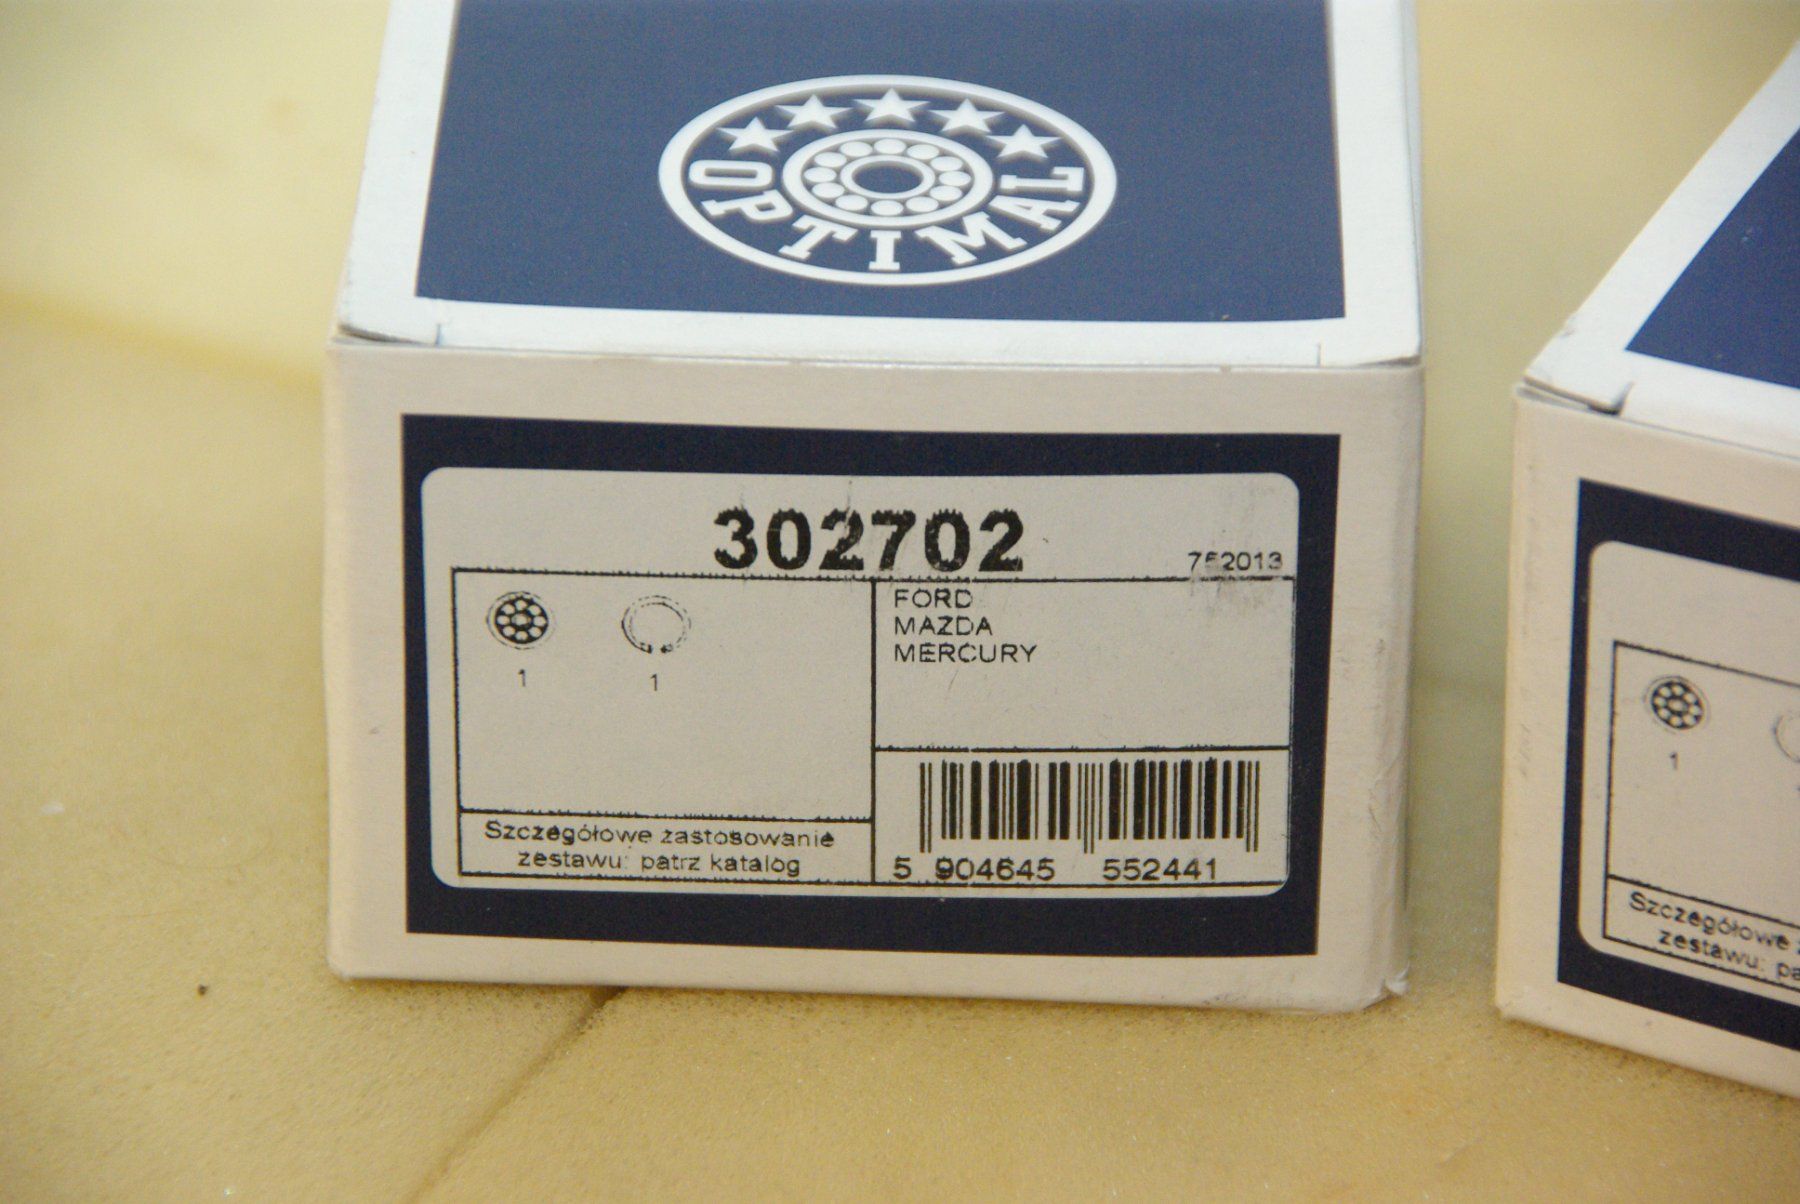 OPTIMAL
302702
FORD
MAZDA
MERCURY
1 1
Szczegółowe zastosowanie
zestawu: patrz katalog
5 904645 552441
1
Szczegółowe
zestawu: